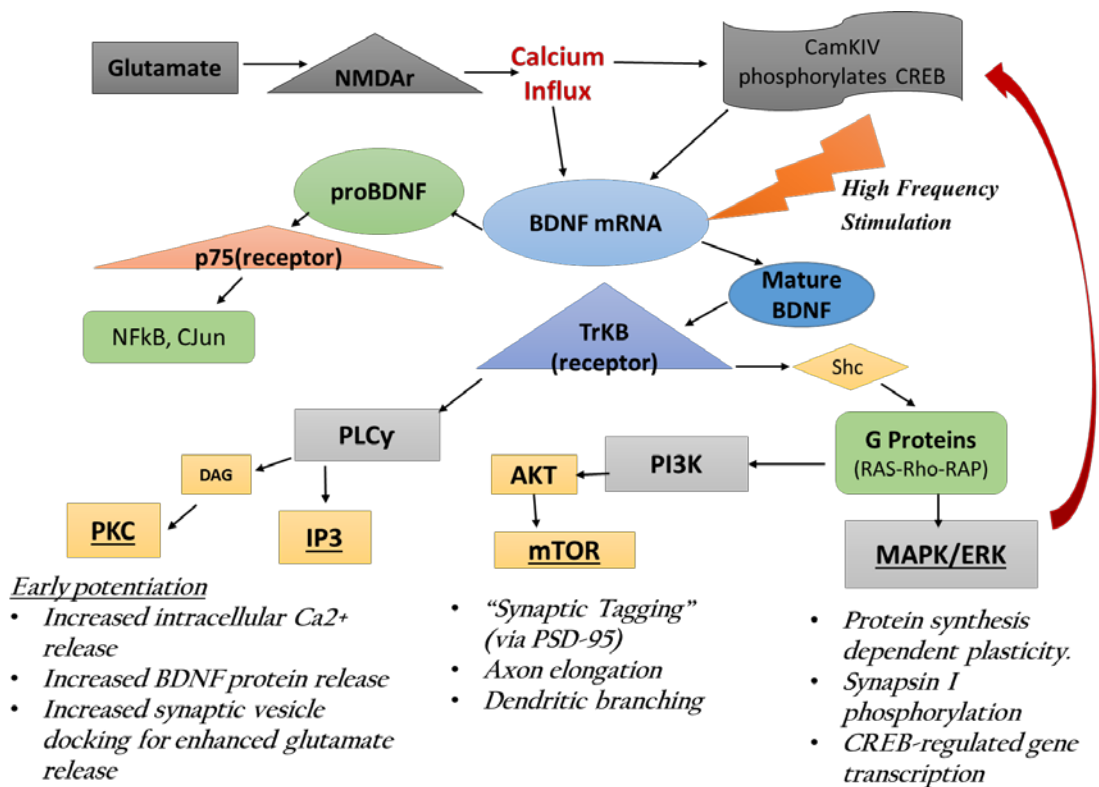 Glutamate
NMDAr
Calcium
Influx
CamKIV
phosphorylates CREB
proBDNF
BDNF mRNA
High Frequency
Stimulation
p75(receptor)
Mature
BDNF
NFkB, CJun
TrKB
(receptor)
Shc
PLCγ
G Proteins
(RAS-Rho-RAP)
PI3K
AKT
DAG
PKC
IP3
mTOR
MAPK/ERK
Early potentiation
• Increased intracellular Ca2+
release
• Increased BDNF protein release
• Increased synaptic vesicle
docking for enhanced glutamate
release
• “Synaptic Tagging”
(via PSD-95)
• Axon elongation
• Dendritic branching
• Protein synthesis
dependent plasticity.
• Synapsin I
phosphorylation
• CREB-regulated gene
transcription